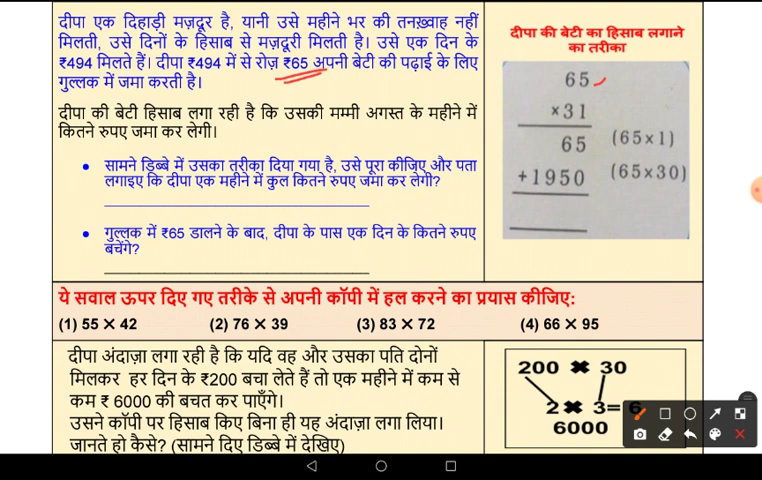 दीपा एक दिहाड़ी मज़दूर है, यानी उसे महीने भर की तनख़्वाह नहीं
मिलती, उसे दिनों के हिसाब से मज़दूरी मिलती है। उसे एक दिन के
₹494 मिलते हैं। दीपा ₹494 में से रोज़ ₹65 अपनी बेटी की पढ़ाई के लिए
गुल्लक में जमा करती है।
दीपा की बेटी हिसाब लगा रही है कि उसकी मम्मी अगस्त के महीने में
कितने रुपए जमा कर लेगी।
● सामने डिब्बे में उसका तरीका दिया गया है, उसे पूरा कीजिए और पता
लगाइए कि दीपा एक महीने में कुल कितने रुपए जमा कर लेगी?
● गुल्लक में ₹65 डालने के बाद, दीपा के पास एक दिन के कितने रुपए
बचेंगे?
दीपा की बेटी का हिसाब लगाने
का तरीका
65
×31
65 (65×1)
+1950 (65×30)
ये सवाल ऊपर दिए गए तरीके से अपनी कॉपी में हल करने का प्रयास कीजिए:
(1) 55 × 42 (2) 76 × 39 (3) 83 × 72 (4) 66 × 95
दीपा अंदाज़ा लगा रही है कि यदि वह और उसका पति दोनों
मिलकर हर दिन के ₹200 बचा लेते हैं तो एक महीने में कम से
कम ₹ 6000 की बचत कर पाएँगे।
उसने कॉपी पर हिसाब किए बिना ही यह अंदाज़ा लगा लिया।
जानते हो कैसे? (सामने दिए डिब्बे में देखिए)
200 × 30
2 × 3= 6
6000